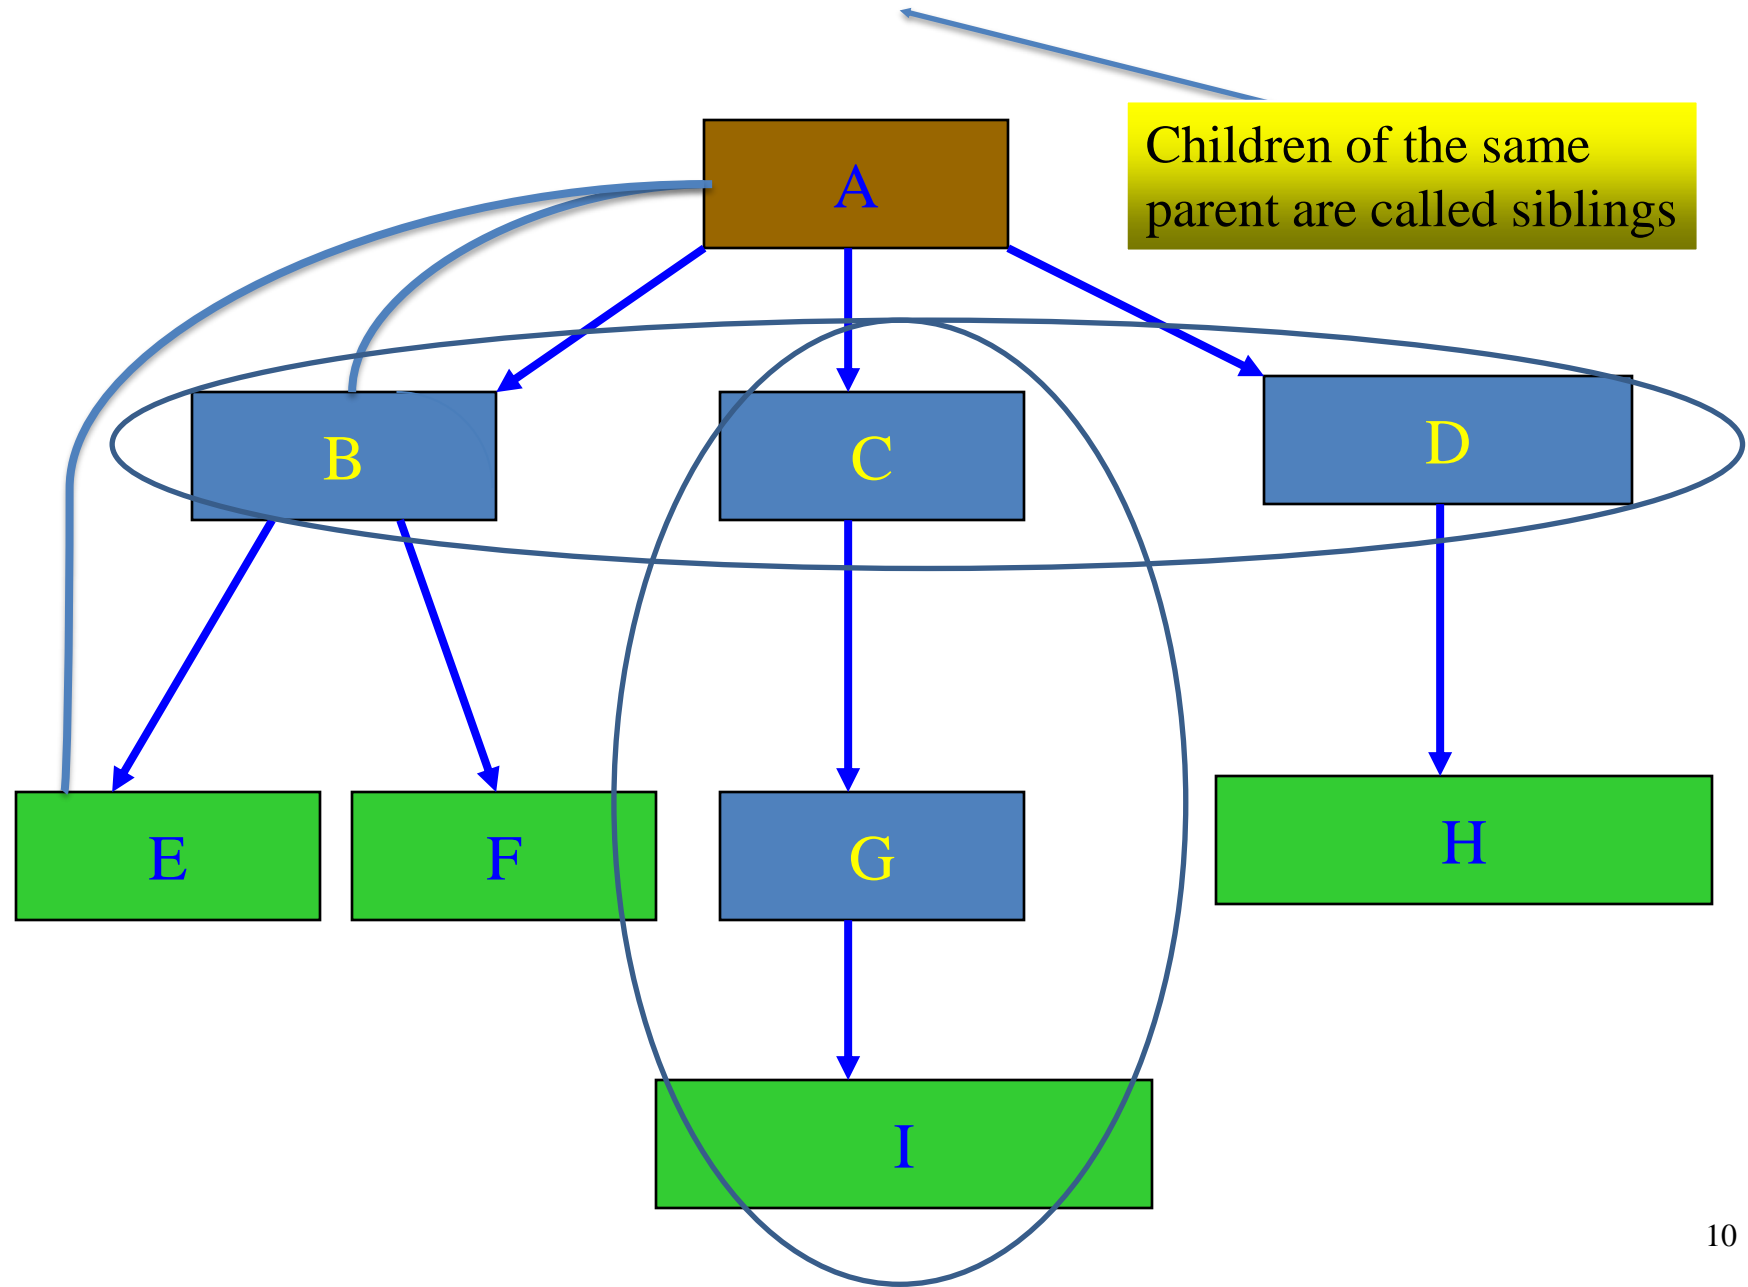 A
Children of the same
parent are called siblings
B
C
D
E
F
G
H
I
10